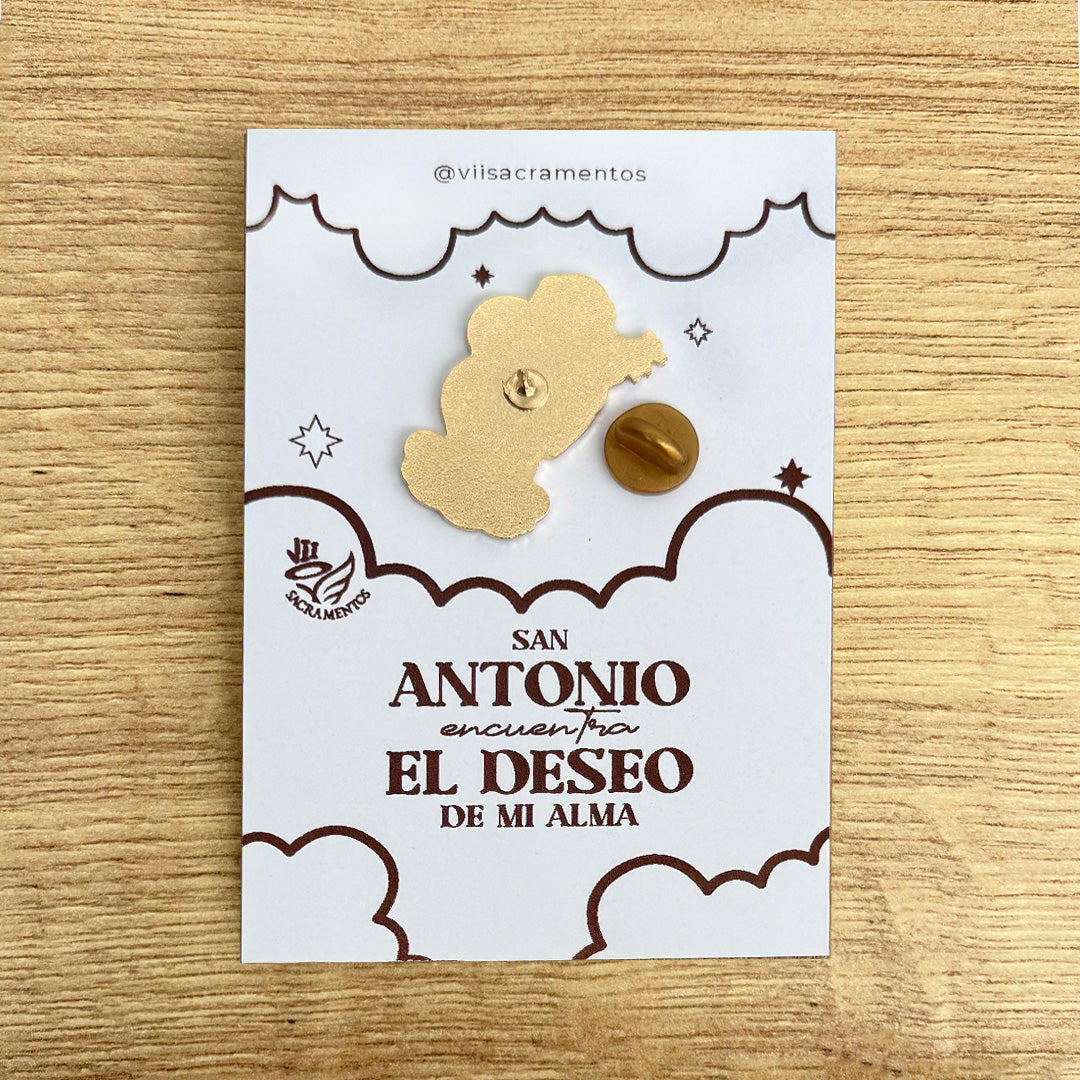 @viisacramentos
VII
SACRAMENTOS
SAN
ANTONIO
encuentra
EL DESEO
DE MI ALMA